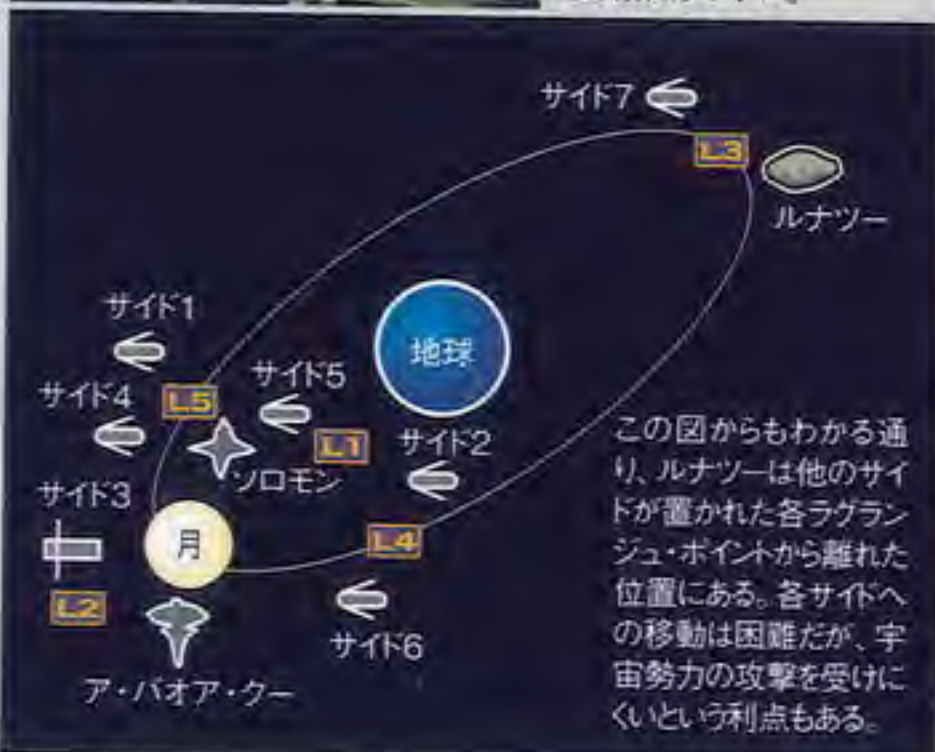 サイド7
L3
ルナツー
サイド1
地球
サイド5
サイド4
L5
L1
サイド2
ソロモン
サイド3
月
L4
L2
サイド6
ア・バオア・クー
この図からもわかる通
り、ルナツーは他のサイ
ドが置かれた各ラグラン
ジュ・ポイントから離れた
位置にある。各サイドへ
の移動は困難だが、宇
宙勢力の攻撃を受けに
くいという利点もある。